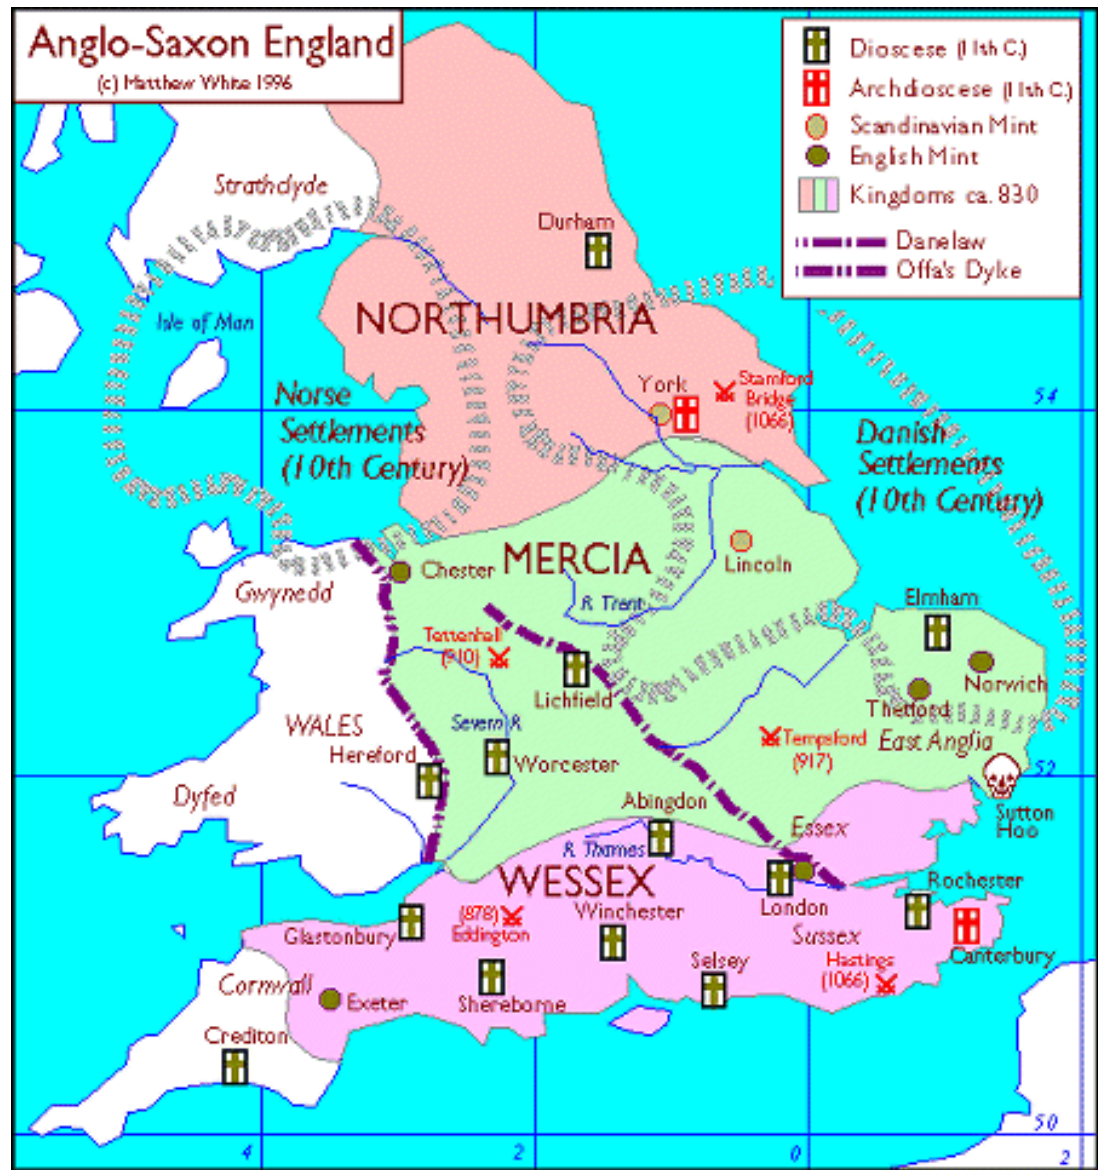 Anglo-Saxon England
(c) Matthew White 1996
Dioscese (11th C.)
Archdioscese (11th C.)
Scandinavian Mint
English Mint
Kingdoms ca. 830
Danelaw
Offa's Dyke
Strathclyde
Durham
Isle of Man
NORTHUMBRIA
York
Stamford
Bridge
(1066)
54
Norse
Settlements
(10th Century)
Danish
Settlements
(10th Century)
MERCIA
Chester
Lincoln
Gwynedd
R. Trent
Elmham
Tettenhall
(910)
Lichfield
Norwich
Thetford
WALES
Severn R.
Hereford
Worcester
Tempsford
(917)
East Anglia
52
Dyfed
Abingdon
Sutton
Hoo
Essex
R. Thames
WESSEX
Rochester
London
Winchester
(878)
Eddington
Glastonbury
Sussex
Canterbury
Selsey
Hastings
(1066)
Cornwall
Exeter
Shereborne
Crediton
50
4
2
0
2